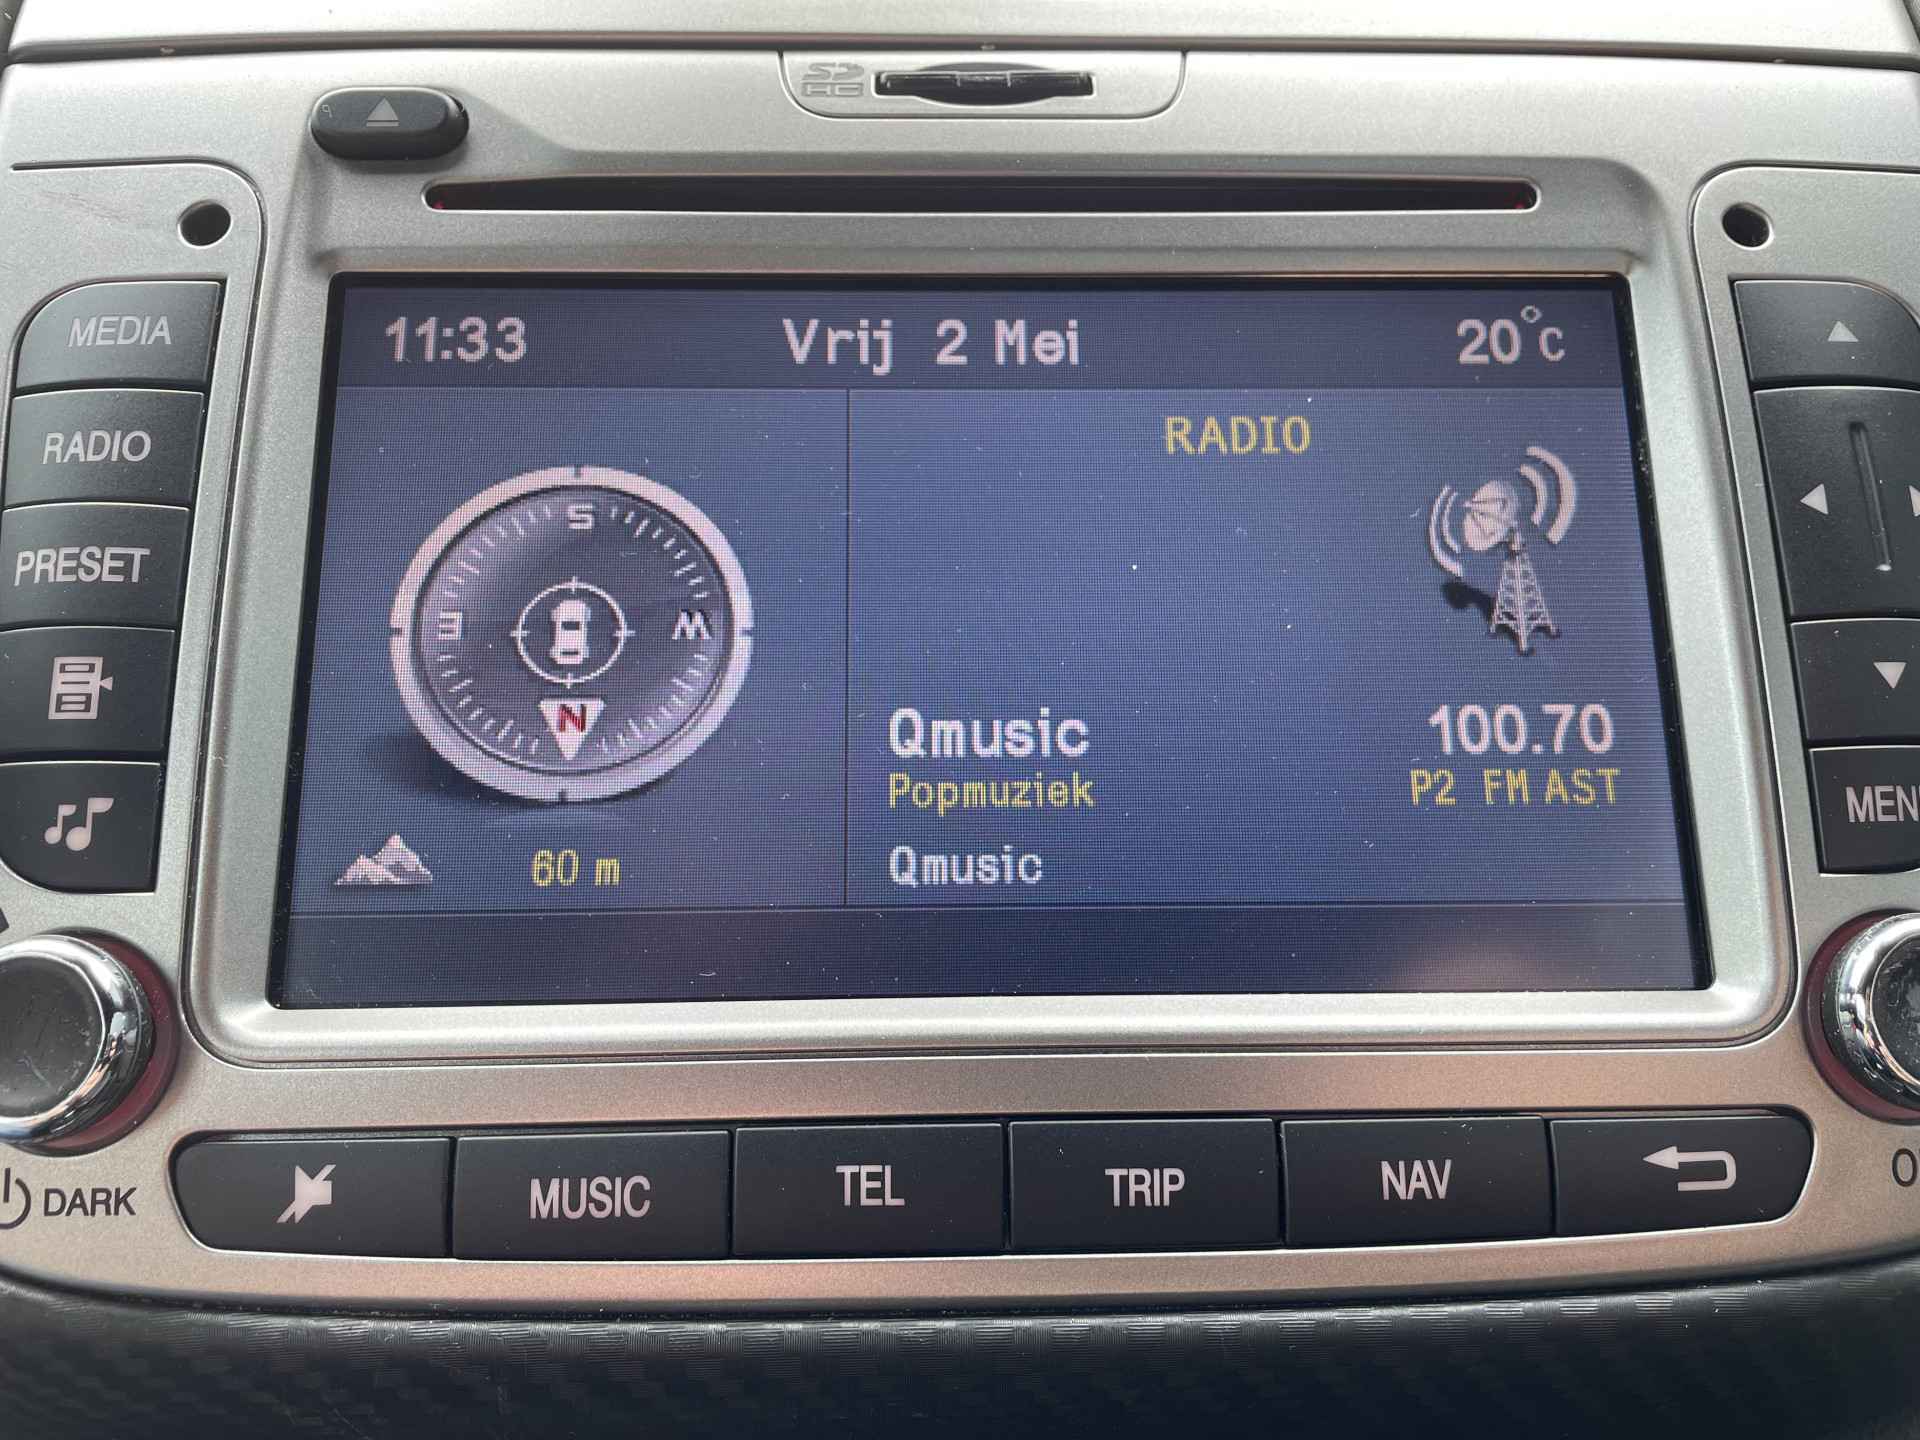 SD
HC
MEDIA
RADIO
PRESET
11:33 Vrij 2 Mei 20°C
RADIO
S
E W
N
Qmusic 100.70
Popmuziek P2 FM AST
60 m Qmusic
DARK MUSIC TEL TRIP NAV